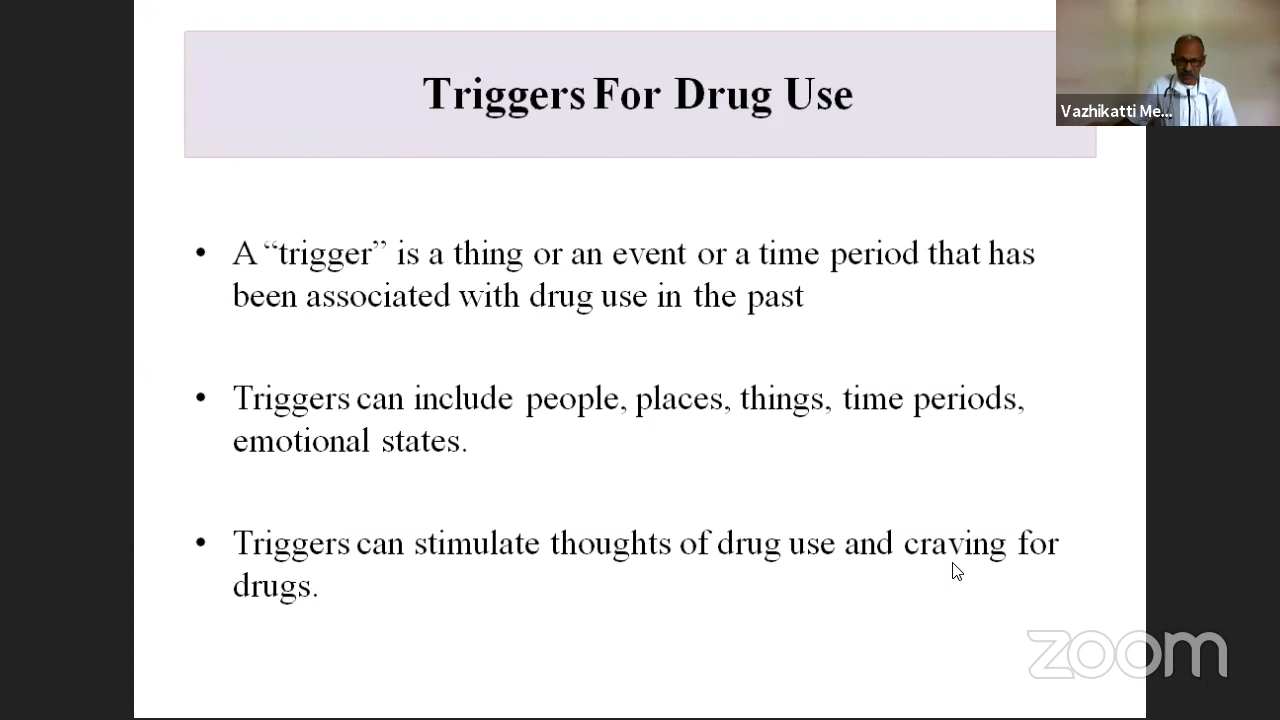 Triggers For Drug Use
Vazhikatti Me...
• A “trigger” is a thing or an event or a time period that has
been associated with drug use in the past
• Triggers can include people, places, things, time periods,
emotional states.
• Triggers can stimulate thoughts of drug use and craving for
drugs.
zoom